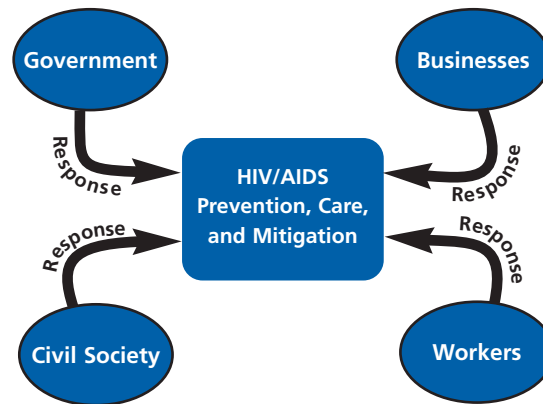 Government
Businesses
Response
Response
HIV/AIDS
Prevention, Care,
and Mitigation
Response
Response
Civil Society
Workers